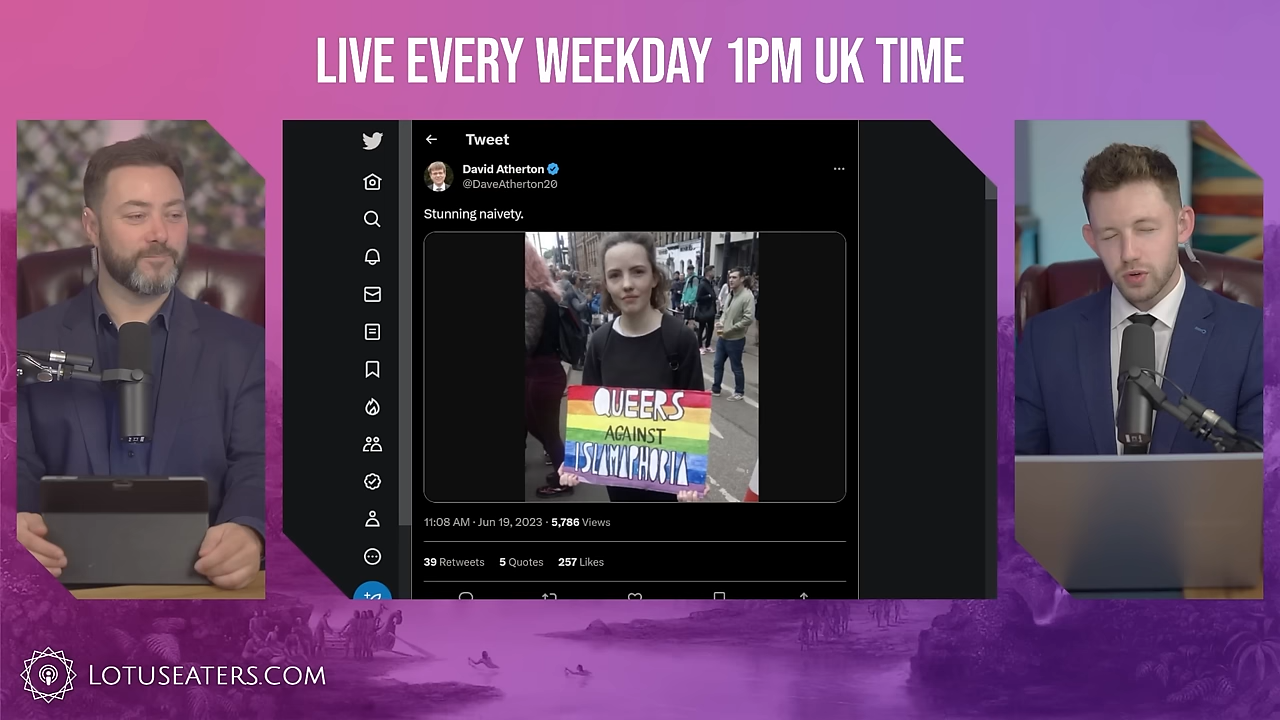 LIVE EVERY WEEKDAY 1PM UK TIME
Tweet
David Atherton
@DaveAtherton20
Stunning naivety.
QUEERS
AGAINST
ISLAMAPHOBIA
11:08 AM · Jun 19, 2023 · 5,786 Views
39 Retweets 5 Quotes 257 Likes
LOTUSEATERS.COM